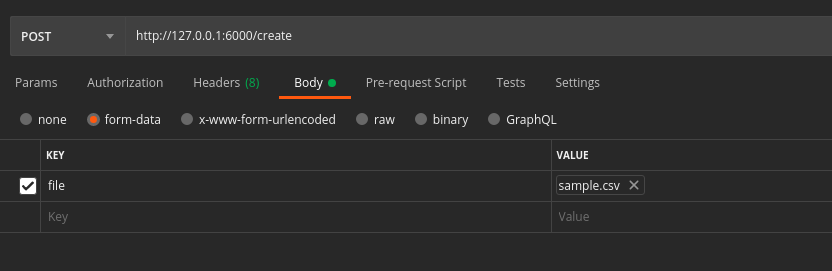 POST http://127.0.0.1:6000/create
Params Authorization Headers (8) Body Pre-request Script Tests Settings
none form-data x-www-form-urlencoded raw binary GraphQL
KEY VALUE
file sample.csv
Key Value